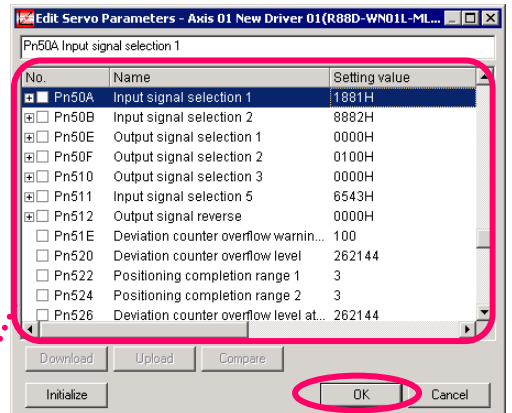 Edit Servo Parameters - Axis 01 New Driver 01(R88D-WN01L-ML...
Pn50A Input signal selection 1
No. Name Setting value
Pn50A Input signal selection 1 1881H
Pn50B Input signal selection 2 8882H
Pn50E Output signal selection 1 0000H
Pn50F Output signal selection 2 0100H
Pn510 Output signal selection 3 0000H
Pn511 Input signal selection 5 6543H
Pn512 Output signal reverse 0000H
Pn51E Deviation counter overflow warnin... 100
Pn520 Deviation counter overflow level 262144
Pn522 Positioning completion range 1 3
Pn524 Positioning completion range 2 3
Pn526 Deviation counter overflow level at... 262144
Download Upload Compare
Initialize OK Cancel